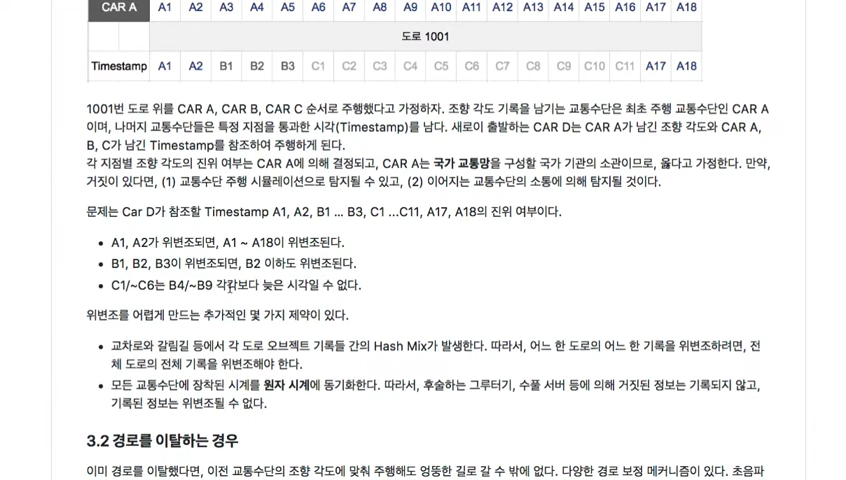 CAR A A1 A2 A3 A4 A5 A6 A7 A8 A9 A10 A11 A12 A13 A14 A15 A16 A17 A18
도로 1001
Timestamp A1 A2 B1 B2 B3 C1 C2 C3 C4 C5 C6 C7 C8 C9 C10 C11 A17 A18
1001번 도로 위를 CAR A, CAR B, CAR C 순서로 주행했다고 가정하자. 조향 각도 기록을 남기는 교통수단은 최초 주행 교통수단인 CAR A
이며, 나머지 교통수단들은 특정 지점을 통과한 시각(Timestamp)를 남다. 새로이 출발하는 CAR D는 CAR A가 남긴 조향 각도와 CAR A,
B, C가 남긴 Timestamp를 참조하여 주행하게 된다.
각 지점별 조향 각도의 진위 여부는 CAR A에 의해 결정되고, CAR A는 국가 교통망을 구성할 국가 기관의 소관이므로, 옳다고 가정한다. 만약,
거짓이 있다면, (1) 교통수단 주행 시뮬레이션으로 탐지될 수 있고, (2) 이어지는 교통수단의 소통에 의해 탐지될 것이다.
문제는 Car D가 참조할 Timestamp A1, A2, B1 ... B3, C1 ...C11, A17, A18의 진위 여부이다.
• A1, A2가 위변조되면, A1 ~ A18이 위변조된다.
• B1, B2, B3이 위변조되면, B2 이하도 위변조된다.
• C1/~C6는 B4/~B9 각각보다 늦은 시각일 수 없다.
위변조를 어렵게 만드는 추가적인 몇 가지 제약이 있다.
• 교차로와 갈림길 등에서 각 도로 오브젝트 기록들 간의 Hash Mix가 발생한다. 따라서, 어느 한 도로의 어느 한 기록을 위변조하려면, 전
체 도로의 전체 기록을 위변조해야 한다.
• 모든 교통수단에 장착된 시계를 원자 시계에 동기화한다. 따라서, 후술하는 그루터기, 수풀 서버 등에 의해 거짓된 정보는 기록되지 않고,
기록된 정보는 위변조될 수 없다.
3.2 경로를 이탈하는 경우
이미 경로를 이탈했다면, 이전 교통수단의 조향 각도에 맞춰 주행해도 엉뚱한 길로 갈 수 밖에 없다. 다양한 경로 보정 메커니즘이 있다. 초음파